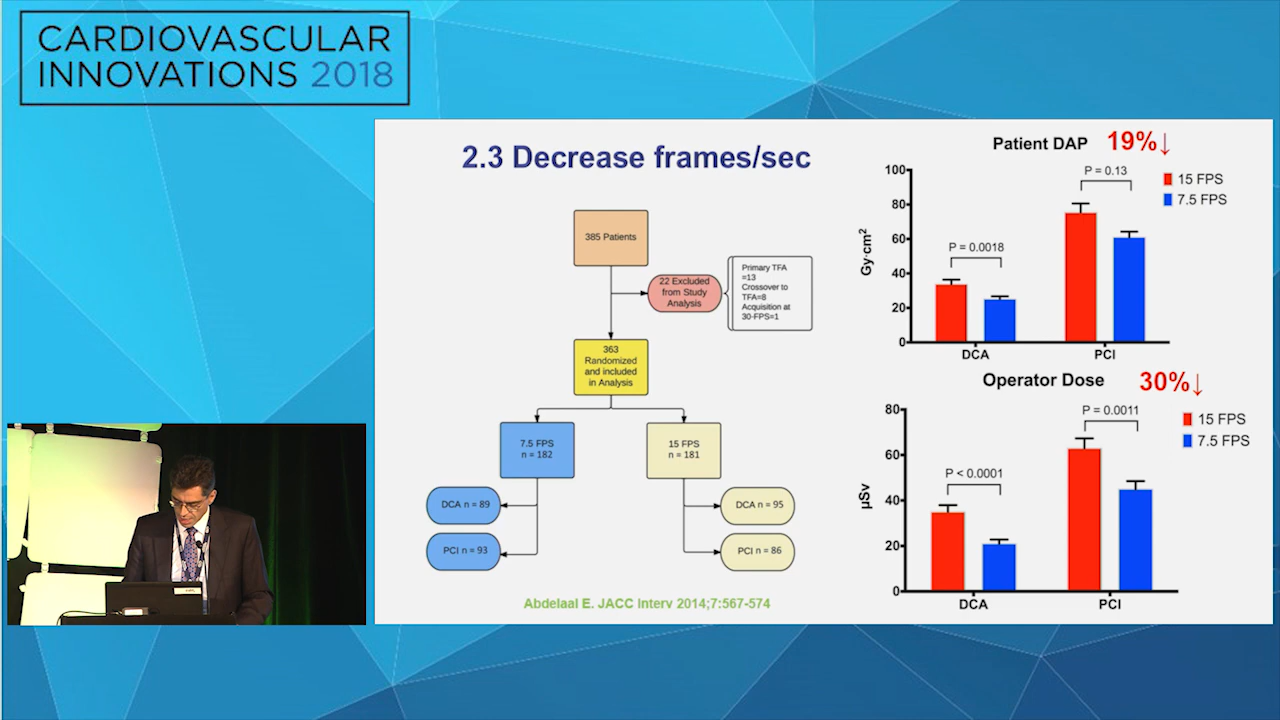 CARDIOVASCULAR
INNOVATIONS 2018
2.3 Decrease frames/sec
385 Patients
22 Excluded
from Study
Analysis
Primary TFA
=13
Crossover to
TFA=8
Acquisition at
30-FPS=1
363
Randomized
and included
in Analysis
7.5 FPS
n = 182
15 FPS
n = 181
DCA n = 89
DCA n = 95
PCI n = 93
PCI n = 86
Abdelaal E. JACC Interv 2014;7:567-574
Patient DAP 19%↓
100
80
60
40
20
0
Gy·cm²
P = 0.0018
P = 0.13
15 FPS
7.5 FPS
DCA
PCI
Operator Dose 30%↓
80
60
40
20
0
µSv
P < 0.0001
P = 0.0011
15 FPS
7.5 FPS
DCA
PCI